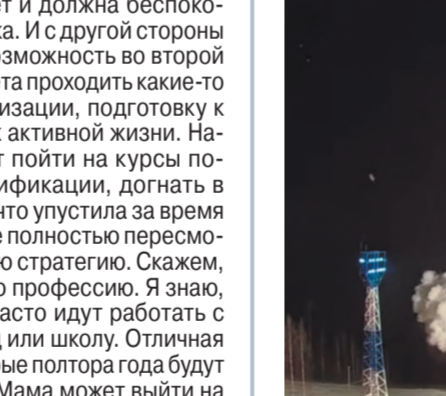 ет и должна беспоко-
ка. И с другой стороны
озможность во второй
та проходить какие-то
изации, подготовку к
к активной жизни. На-
т пойти на курсы по-
ификации, догнать в
что упустила за время
е полностью пересмо-
ю стратегию. Скажем,
ю профессию. Я знаю,
асто идут работать с
д или школу. Отличная
рые полтора года будут
Мама может выйти на